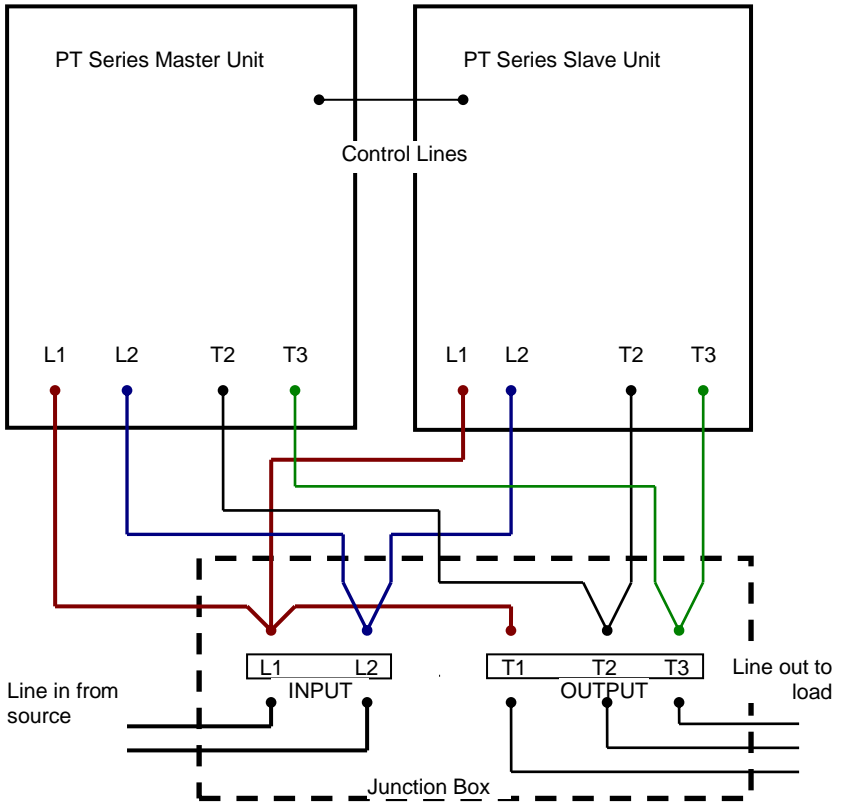 PT Series Master Unit
PT Series Slave Unit
Control Lines
L1 L2 T2 T3
L1 L2 T2 T3
L1 L2
INPUT
T1 T2 T3
OUTPUT
Line in from
source
Line out to
load
Junction Box